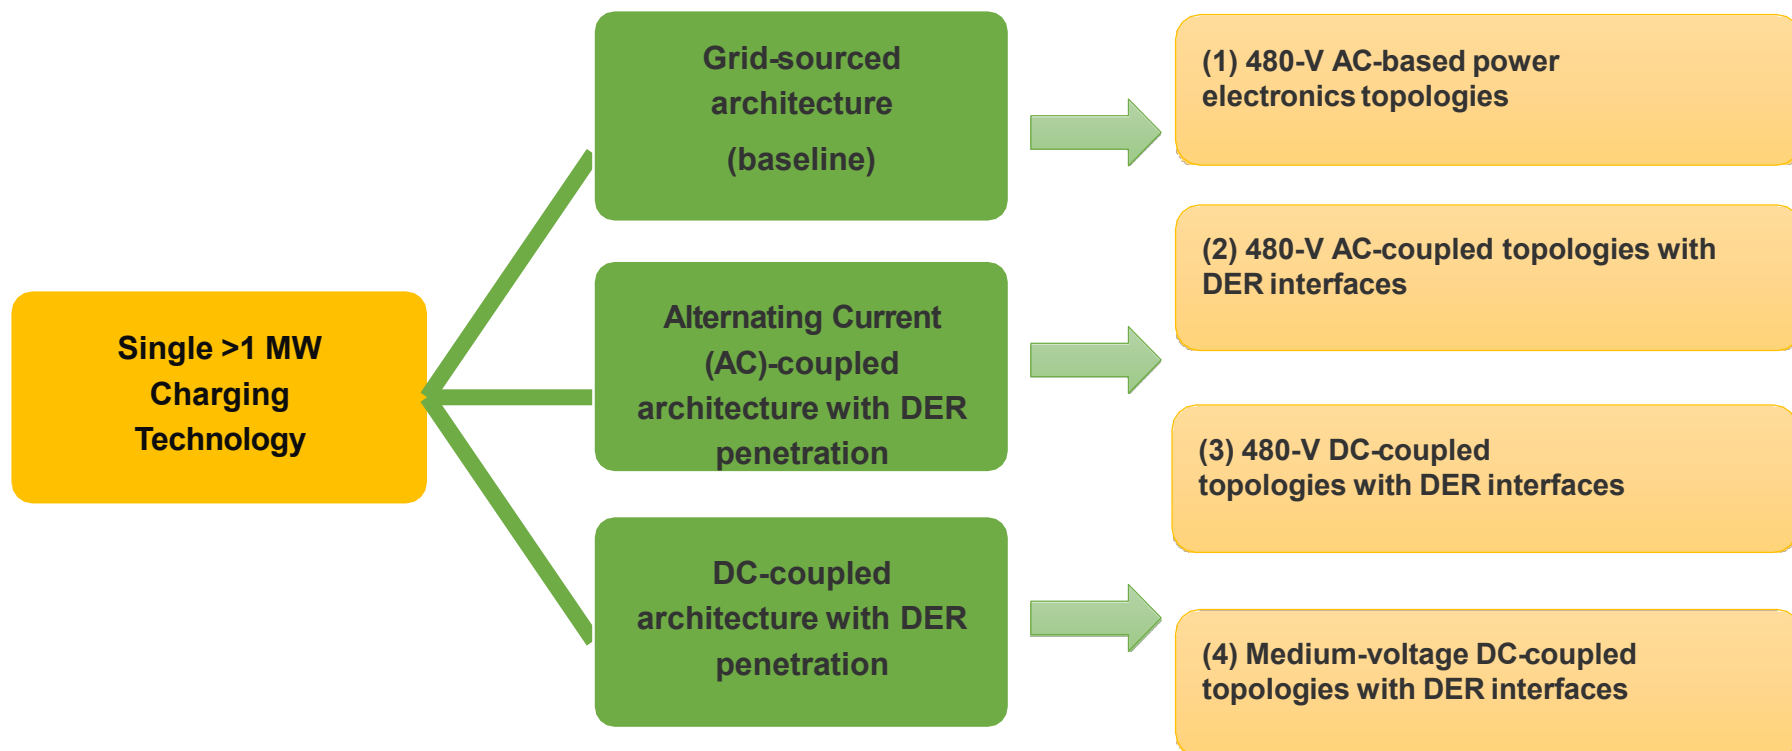 Single >1 MW
Charging
Technology
Grid-sourced
architecture
(baseline)
Alternating Current
(AC)-coupled
architecture with DER
penetration
DC-coupled
architecture with DER
penetration
(1) 480-V AC-based power
electronics topologies
(2) 480-V AC-coupled topologies with
DER interfaces
(3) 480-V DC-coupled
topologies with DER interfaces
(4) Medium-voltage DC-coupled
topologies with DER interfaces